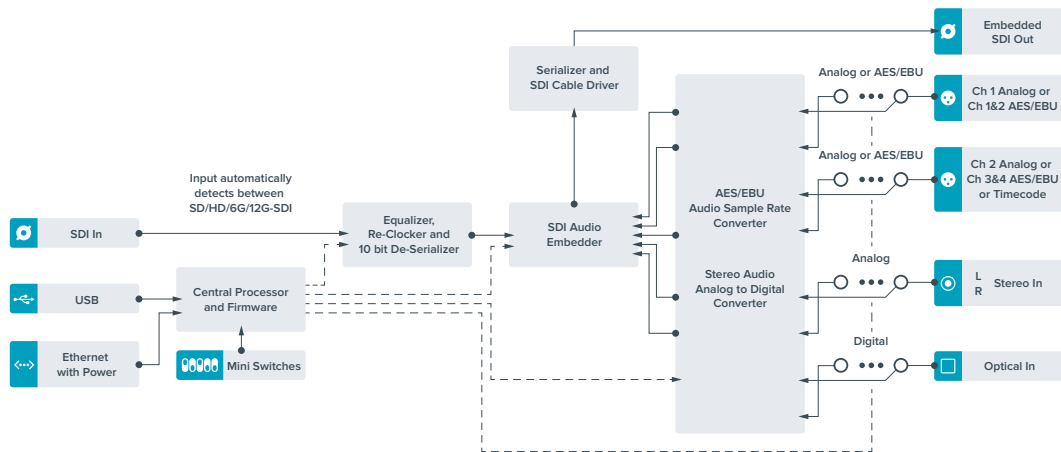 Embedded
SDI Out
Serializer and
SDI Cable Driver
Analog or AES/EBU
Ch 1 Analog or
Ch 1&2 AES/EBU
Analog or AES/EBU
Ch 2 Analog or
Ch 3&4 AES/EBU
or Timecode
Input automatically
detects between
SD/HD/6G/12G-SDI
AES/EBU
Audio Sample Rate
Converter
SDI In
Equalizer,
Re-Clocker and
10 bit De-Serializer
SDI Audio
Embedder
Stereo Audio
Analog to Digital
Converter
Analog
L
R
Stereo In
USB
Central Processor
and Firmware
Ethernet
with Power
Mini Switches
Digital
Optical In